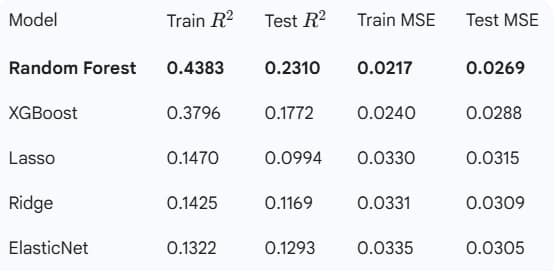 Model Train R² Test R² Train MSE Test MSE
Random Forest 0.4383 0.2310 0.0217 0.0269
XGBoost 0.3796 0.1772 0.0240 0.0288
Lasso 0.1470 0.0994 0.0330 0.0315
Ridge 0.1425 0.1169 0.0331 0.0309
ElasticNet 0.1322 0.1293 0.0335 0.0305